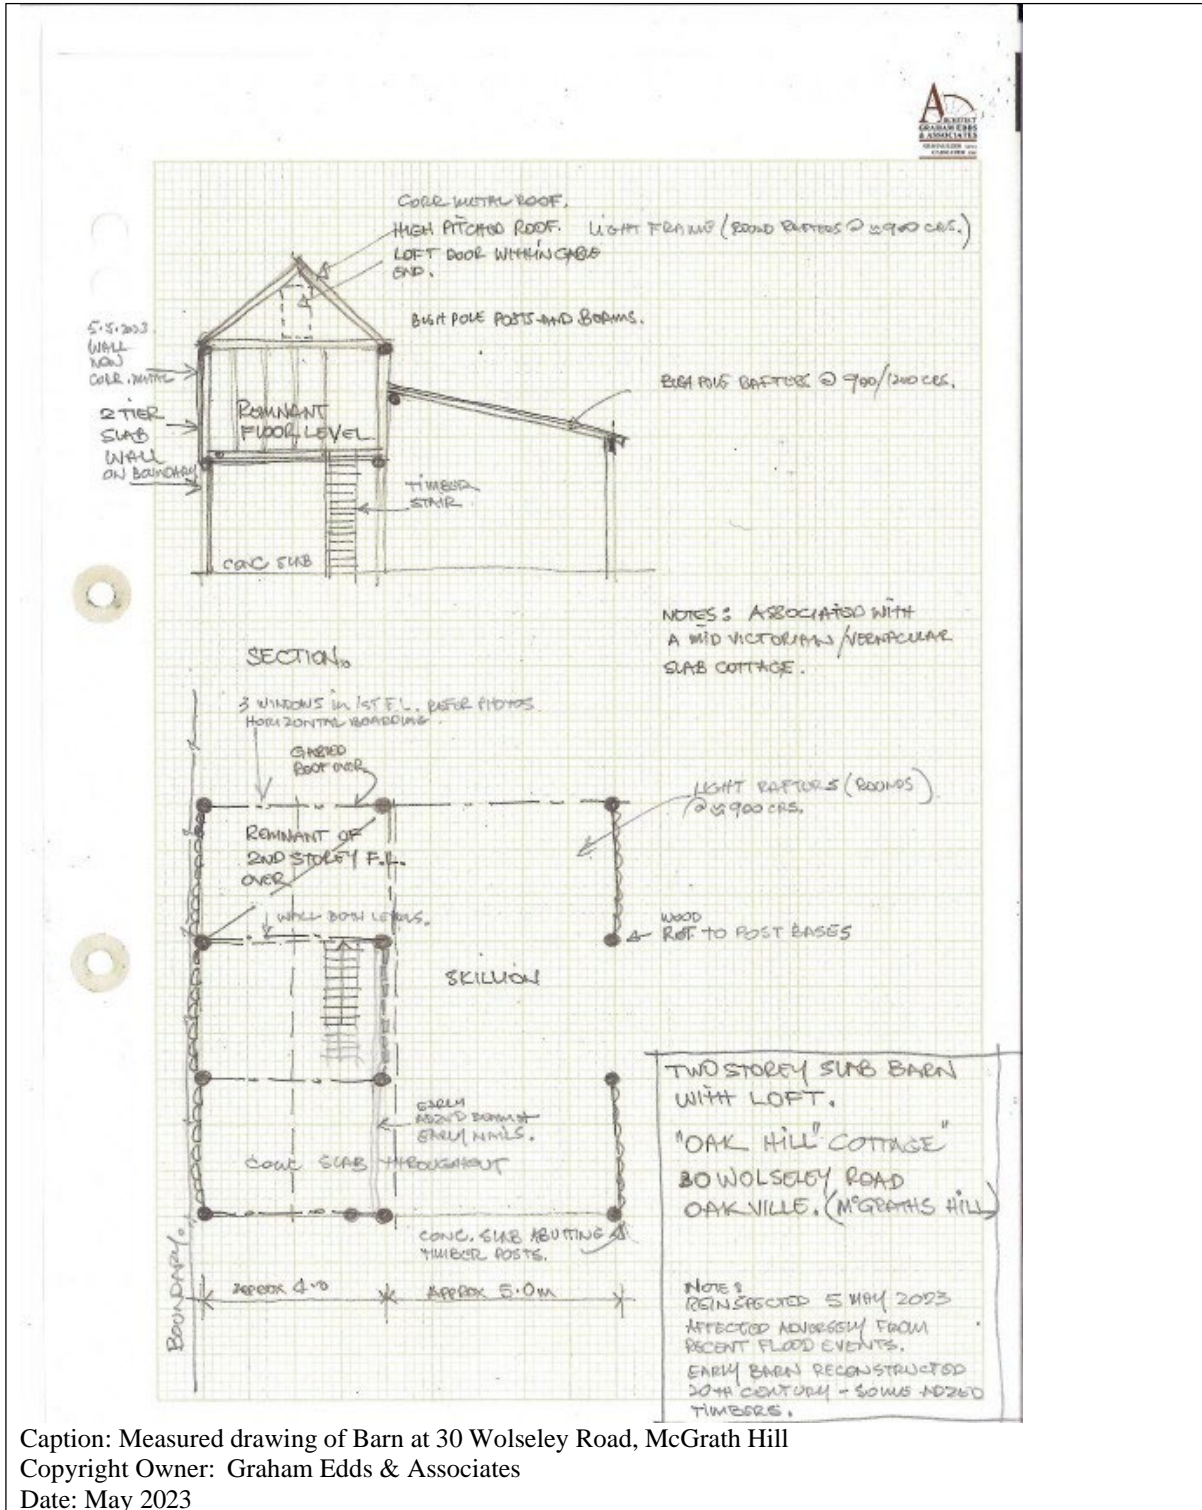 ARCHITECT
GRAHAM EDDS
& ASSOCIATES
CORR METAL ROOF.
HIGH PITCHED ROOF. LIGHT FRAME (ROUND RAFTERS @ 900 CRS.)
LOFT DOOR WITHIN GABLE
END.
BUSH POLE POSTS AND BEAMS.
5.5.2023
WALL
NOW
CORR. METAL
2 TIER
SLAB
WALL
ON BOUNDARY
BUSH POLE RAFTERS @ 900/1200 CRS.
REMNANT
FLOOR LEVEL
TIMBER
STAIR
CONC SLAB
NOTES: ASSOCIATED WITH
A MID VICTORIAN/VERNACULAR
SLAB COTTAGE.
SECTION.
3 WINDOWS in 1ST F.L. REFER PHOTOS
HORIZONTAL BOARDING.
GABLED
ROOF OVER
LIGHT RAFTERS (ROUNDS)
@ 900 CRS.
REMNANT OF
2ND STOREY F.L.
OVER
WALL BOTH LEVELS.
WOOD
ROT TO POST BASES
SKILLION
EARLY
ADZED BEAM &
EARLY NAILS.
CONC SLAB THROUGHOUT
CONC. SLAB ABUTTING
TIMBER POSTS.
BOUNDARY.
APPROX 4.0
APPROX 5.0m
TWO STOREY SLAB BARN
WITH LOFT.
"OAK HILL" COTTAGE"
30 WOLSELEY ROAD
OAKVILLE. (McGRATHS HILL)
NOTE:
REINSPECTED 5 MAY 2023
AFFECTED ADVERSELY FROM
RECENT FLOOD EVENTS.
EARLY BARN RECONSTRUCTED
20TH CENTURY - SOME ADZED
TIMBERS.
Caption: Measured drawing of Barn at 30 Wolseley Road, McGrath Hill
Copyright Owner: Graham Edds & Associates
Date: May 2023